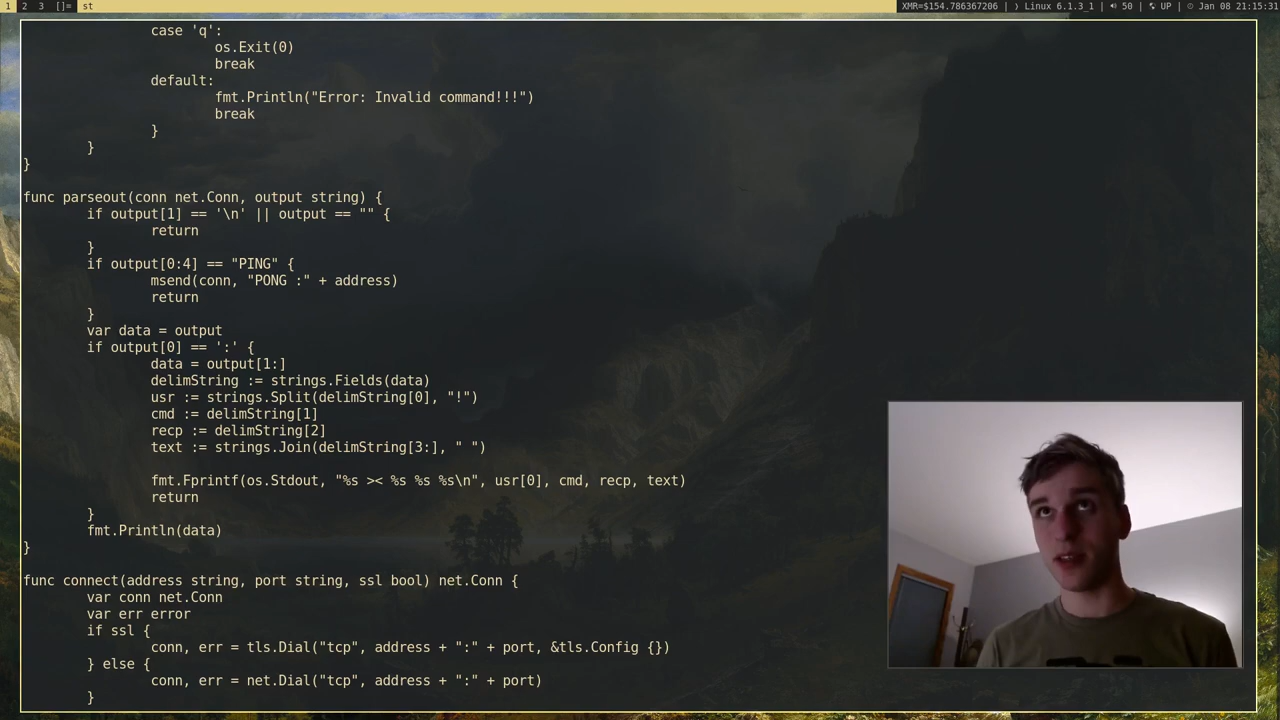 1 2 3 []= st XMR=$154.786367206 | ❯ Linux 6.1.3_1 | 50 | UP | Jan 08 21:15:31
case 'q':
os.Exit(0)
break
default:
fmt.Println("Error: Invalid command!!!")
break
}
}
}
func parseout(conn net.Conn, output string) {
if output[1] == '\n' || output == "" {
return
}
if output[0:4] == "PING" {
msend(conn, "PONG :" + address)
return
}
var data = output
if output[0] == ':' {
data = output[1:]
delimString := strings.Fields(data)
usr := strings.Split(delimString[0], "!")
cmd := delimString[1]
recp := delimString[2]
text := strings.Join(delimString[3:], " ")
fmt.Fprintf(os.Stdout, "%s >< %s %s %s\n", usr[0], cmd, recp, text)
return
}
fmt.Println(data)
}
func connect(address string, port string, ssl bool) net.Conn {
var conn net.Conn
var err error
if ssl {
conn, err = tls.Dial("tcp", address + ":" + port, &tls.Config {})
} else {
conn, err = net.Dial("tcp", address + ":" + port)
}